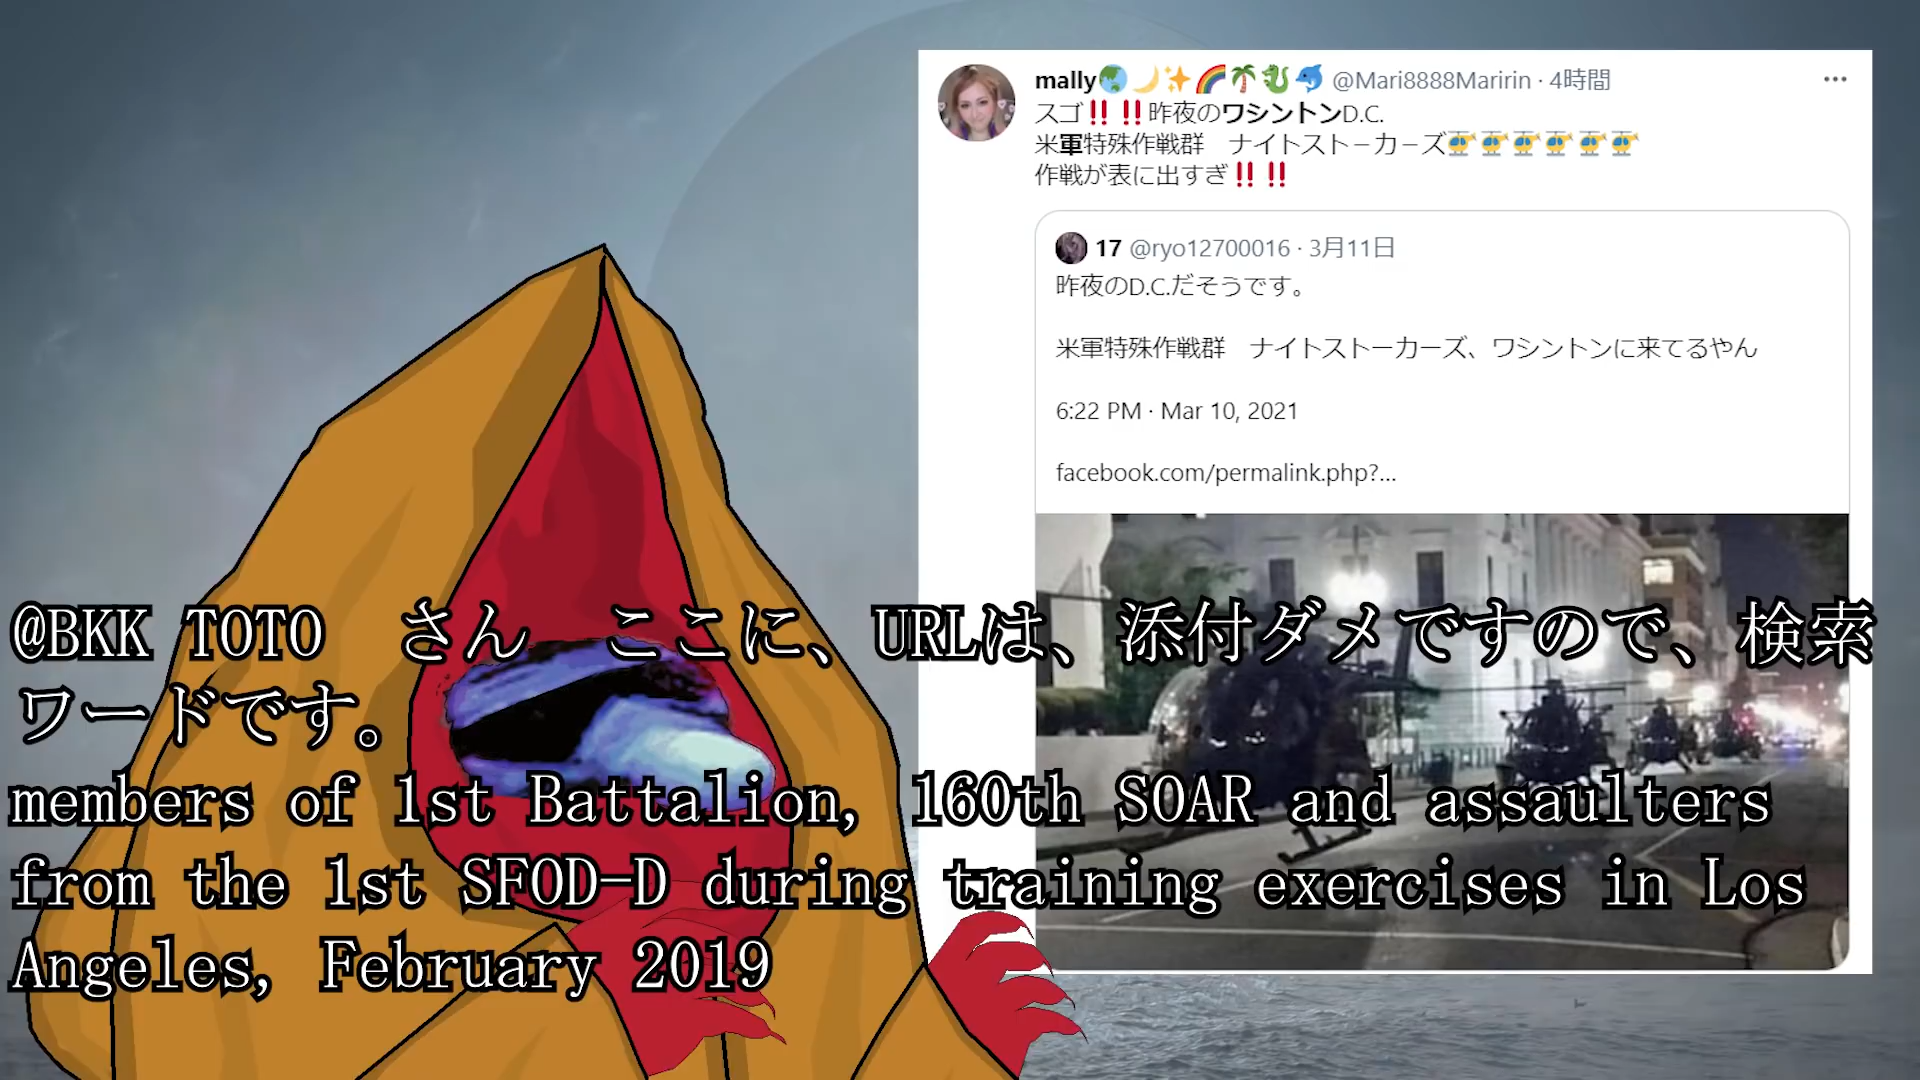 mally🌏🌙✨🌈🌴🐉🐬 @Mari8888Maririn · 4時間
スゴ‼️ ‼️昨夜のワシントンD.C.
米軍特殊作戦群　ナイトスト－カ－ズ🚁🚁🚁🚁🚁🚁
作戦が表に出すぎ‼️ ‼️
17 @ryo12700016 · 3月11日
昨夜のD.C.だそうです。
米軍特殊作戦群　ナイトストーカーズ、ワシントンに来てるやん
6:22 PM · Mar 10, 2021
facebook.com/permalink.php?...
@BKK TOTO　さん　ここに、URLは、添付ダメですので、検索
ワードです。
members of 1st Battalion, 160th SOAR and assaulters
from the 1st SFOD-D during training exercises in Los
Angeles, February 2019